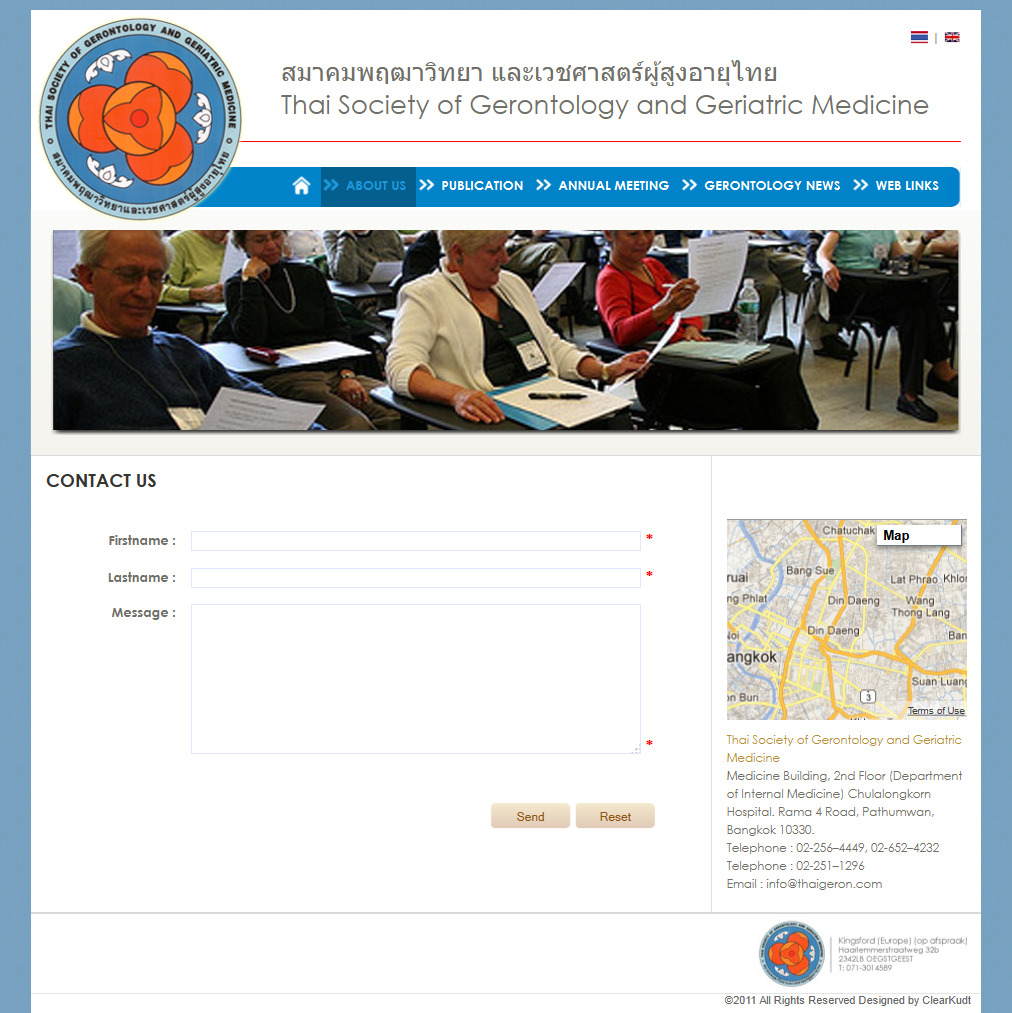 THAI SOCIETY OF GERONTOLOGY AND GERIATRIC MEDICINE
สมาคมพฤฒาวิทยาและเวชศาสตร์ผู้สูงอายุไทย
|
สมาคมพฤฒาวิทยา และเวชศาสตร์ผู้สูงอายุไทย
Thai Society of Gerontology and Geriatric Medicine
ABOUT US PUBLICATION ANNUAL MEETING GERONTOLOGY NEWS WEB LINKS
CONTACT US
Firstname : *
Lastname : *
Message :
*
Send Reset
Chatuchak
Map
Bang Sue
ruai
Lat Phrao Khlo
ng Phlat
Din Daeng
Wang
Thong Lang
Noi
Din Daeng
Ban
angkok
Suan Luang
on Buri
3
Terms of Use
Thai Society of Gerontology and Geriatric
Medicine
Medicine Building, 2nd Floor (Department
of Internal Medicine) Chulalongkorn
Hospital. Rama 4 Road, Pathumwan,
Bangkok 10330.
Telephone : 02-256–4449, 02-652–4232
Telephone : 02-251–1296
Email : info@thaigeron.com
Kingsford (Europe) (op afspraak)
Haarlemmerstraatweg 32b
2342LB OEGSTGEEST
T: 071-3014589
©2011 All Rights Reserved Designed by ClearKudt